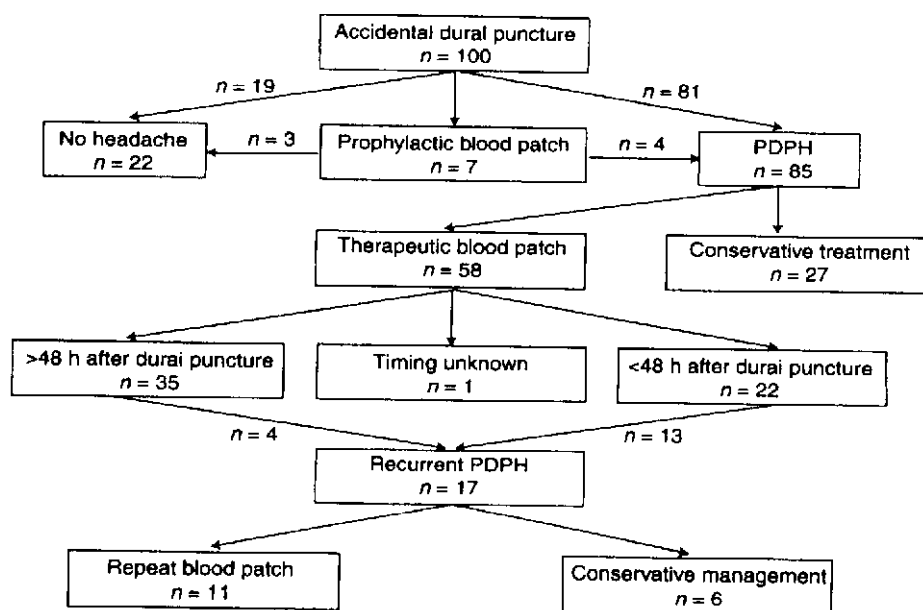 Accidental dural puncture
n = 100
n = 19
n = 81
No headache
n = 22
n = 3
Prophylactic blood patch
n = 7
n = 4
PDPH
n = 85
Therapeutic blood patch
n = 58
Conservative treatment
n = 27
>48 h after durai puncture
n = 35
Timing unknown
n = 1
<48 h after durai puncture
n = 22
n = 4
n = 13
Recurrent PDPH
n = 17
Repeat blood patch
n = 11
Conservative management
n = 6